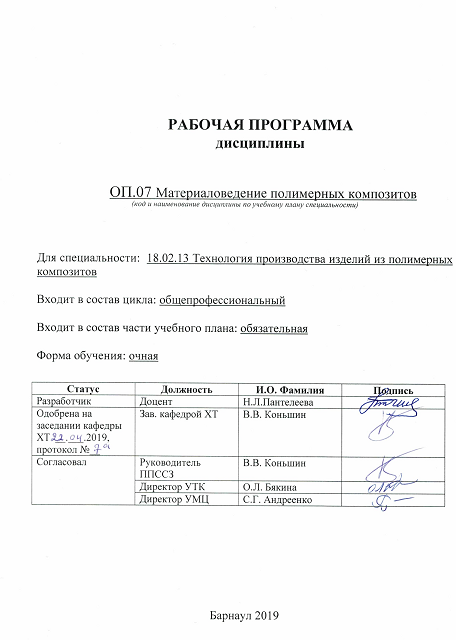 РАБОЧАЯ ПРОГРАММА
дисциплины
ОП.07 Материаловедение полимерных композитов
(код и наименование дисциплины по учебному плану специальности)
Для специальности: 18.02.13 Технология производства изделий из полимерных
композитов
Входит в состав цикла: общепрофессиональный
Входит в состав части учебного плана: обязательная
Форма обучения: очная
Статус Должность И.О. Фамилия Подпись
Разработчик Доцент Н.Л.Пантелеева
Одобрена на Зав. кафедрой ХТ В.В. Коньшин
заседании кафедры
ХТ 22.04.2019,
протокол №
Согласовал Руководитель В.В. Коньшин
ППССЗ
Директор УТК О.Л. Бякина
Директор УМЦ С.Г. Андреенко
Барнаул 2019